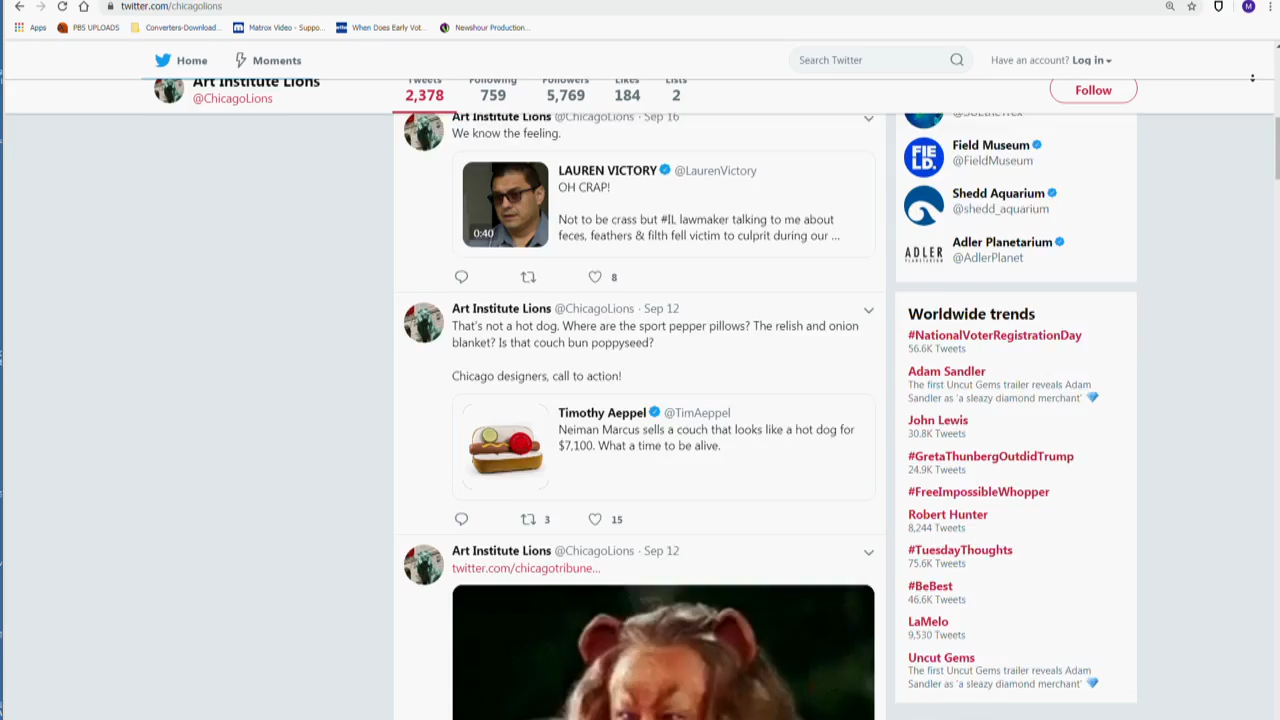 twitter.com/chicagolions
Apps PBS UPLOADS Converters-Download... Matrox Video - Suppo... When Does Early Vot... Newshour Production...
Home Moments Search Twitter Have an account? Log in
Art Institute Lions
@ChicagoLions
Tweets Following Followers Likes Lists
2,378 759 5,769 184 2
Follow
Art Institute Lions @ChicagoLions · Sep 16
We know the feeling.
LAUREN VICTORY @LaurenVictory
OH CRAP!
Not to be crass but #IL lawmaker talking to me about
feces, feathers & filth fell victim to culprit during our ...
0:40
8
Art Institute Lions @ChicagoLions · Sep 12
That's not a hot dog. Where are the sport pepper pillows? The relish and onion
blanket? Is that couch bun poppyseed?
Chicago designers, call to action!
Timothy Aeppel @TimAeppel
Neiman Marcus sells a couch that looks like a hot dog for
$7,100. What a time to be alive.
3 15
Art Institute Lions @ChicagoLions · Sep 12
twitter.com/chicagotribune...
@SUEtheTrex
FIE
LD.
Field Museum
@FieldMuseum
Shedd Aquarium
@shedd_aquarium
ADLER
PLANETARIUM
Adler Planetarium
@AdlerPlanet
Worldwide trends
#NationalVoterRegistrationDay
56.6K Tweets
Adam Sandler
The first Uncut Gems trailer reveals Adam
Sandler as 'a sleazy diamond merchant'
John Lewis
30.8K Tweets
#GretaThunbergOutdidTrump
24.9K Tweets
#FreeImpossibleWhopper
Robert Hunter
8,244 Tweets
#TuesdayThoughts
75.6K Tweets
#BeBest
46.6K Tweets
LaMelo
9,530 Tweets
Uncut Gems
The first Uncut Gems trailer reveals Adam
Sandler as 'a sleazy diamond merchant'